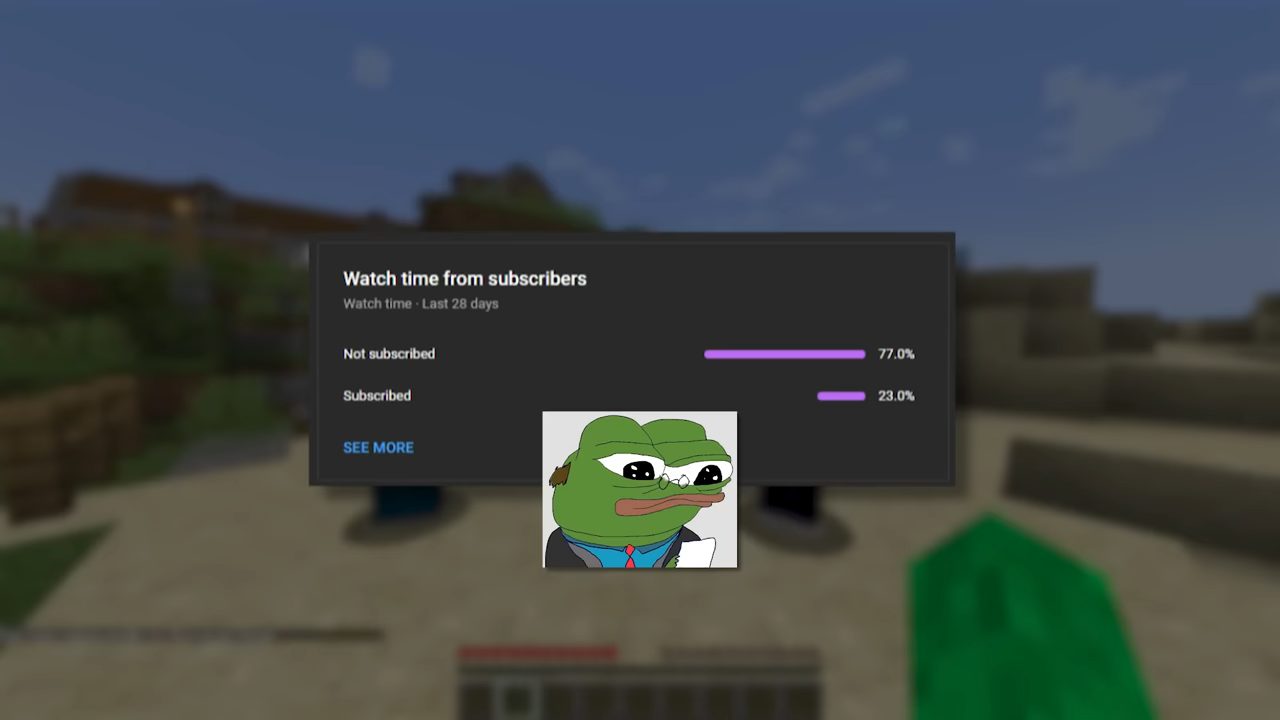 Watch time from subscribers
Watch time · Last 28 days
Not subscribed 77.0%
Subscribed 23.0%
SEE MORE